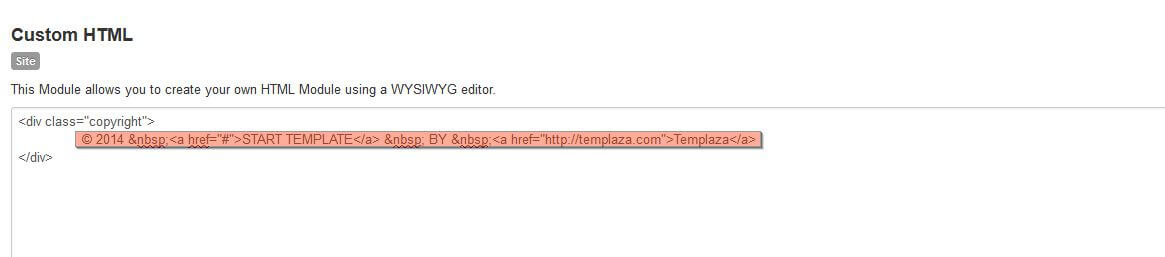 Custom HTML
Site
This Module allows you to create your own HTML Module using a WYSIWYG editor.
<div class="copyright">
© 2014 &nbsp;<a href="#">START TEMPLATE</a> &nbsp; BY &nbsp;<a href="http://templaza.com">Templaza</a>
</div>